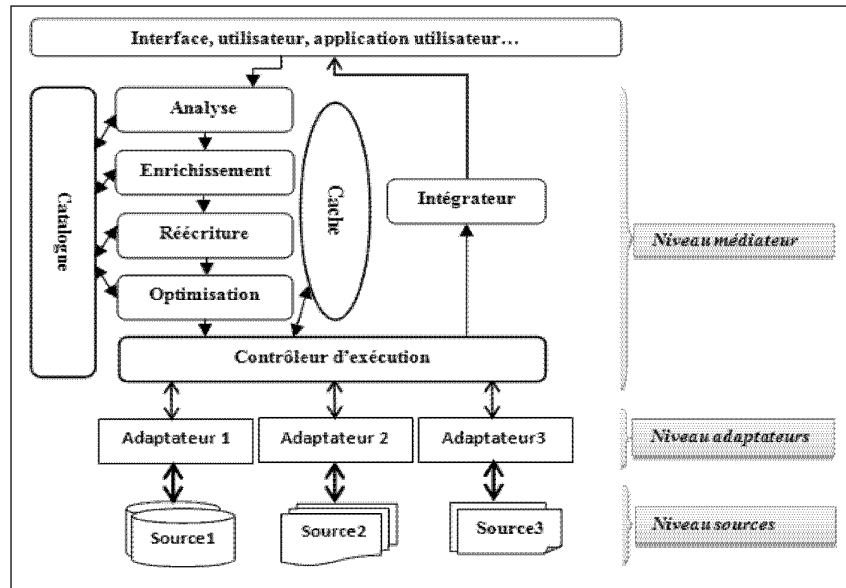 Interface, utilisateur, application utilisateur…
Catalogue
Analyse
Enrichissement
Réécriture
Optimisation
Cache
Intégrateur
Niveau médiateur
Contrôleur d'exécution
Adaptateur 1
Adaptateur 2
Adaptateur3
Niveau adaptateurs
Source1
Source2
Source3
Niveau sources